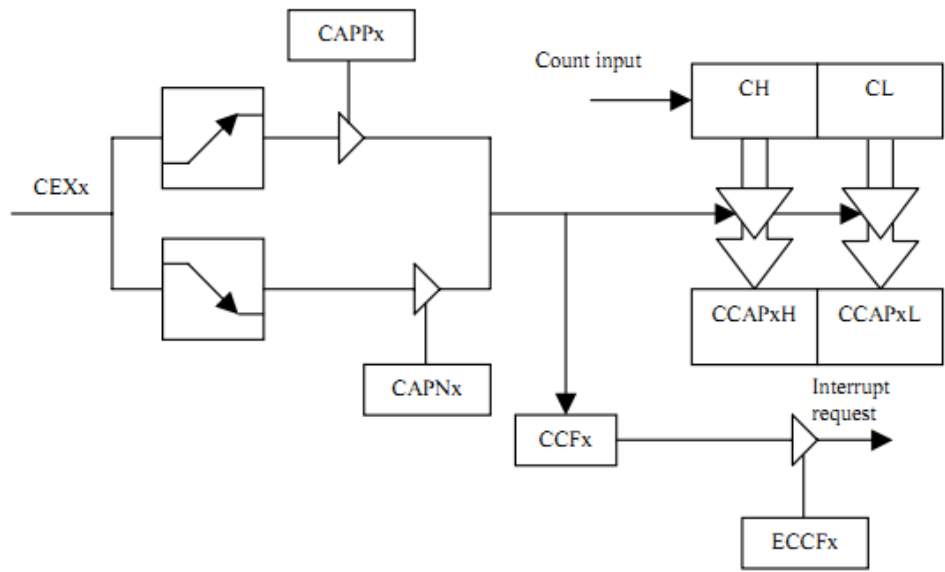 CAPPx
Count input
CH
CL
CEXx
CCAPxH
CCAPxL
CAPNx
Interrupt
request
CCFx
ECCFx